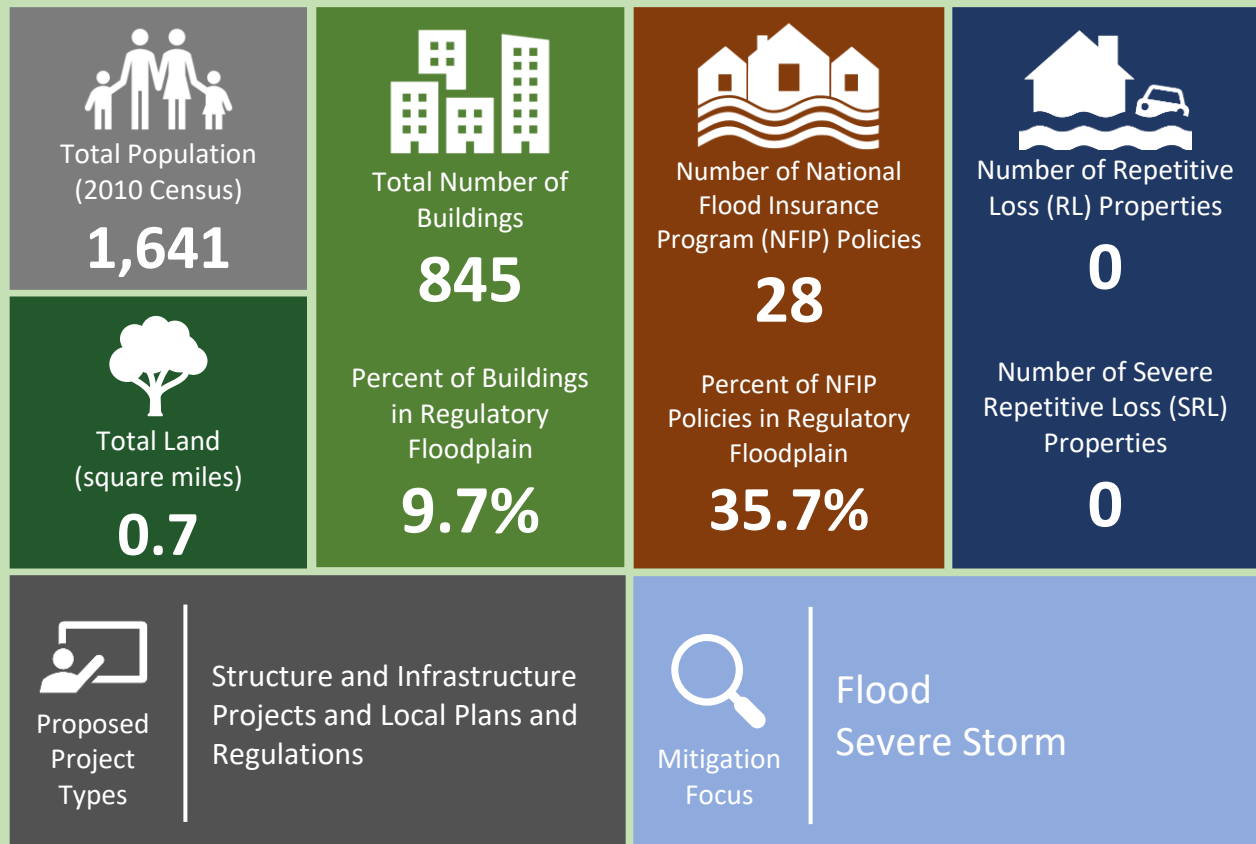 Total Population
(2010 Census)
1,641
Total Land
(square miles)
0.7
Total Number of
Buildings
845
Percent of Buildings
in Regulatory
Floodplain
9.7%
Number of National
Flood Insurance
Program (NFIP) Policies
28
Percent of NFIP
Policies in Regulatory
Floodplain
35.7%
Number of Repetitive
Loss (RL) Properties
0
Number of Severe
Repetitive Loss (SRL)
Properties
0
Proposed
Project
Types
Structure and Infrastructure
Projects and Local Plans and
Regulations
Mitigation
Focus
Flood
Severe Storm